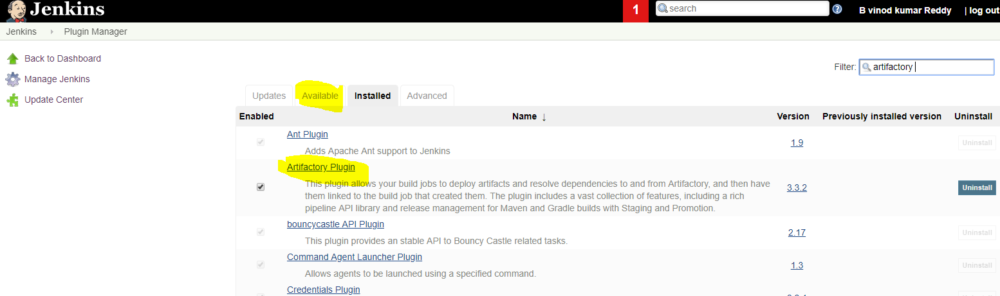 Jenkins
1
search
B vinod kumar Reddy | log out
Jenkins Plugin Manager
Back to Dashboard
Manage Jenkins
Update Center
Filter: artifactory
Updates Available Installed Advanced
Enabled Name ↓ Version Previously installed version Uninstall
Ant Plugin
Adds Apache Ant support to Jenkins
1.9
Uninstall
Artifactory Plugin
This plugin allows your build jobs to deploy artifacts and resolve dependencies to and from Artifactory, and then have
them linked to the build job that created them. The plugin includes a vast collection of features, including a rich
pipeline API library and release management for Maven and Gradle builds with Staging and Promotion.
3.3.2
Uninstall
bouncycastle API Plugin
This plugin provides an stable API to Bouncy Castle related tasks.
2.17
Uninstall
Command Agent Launcher Plugin
Allows agents to be launched using a specified command.
1.3
Uninstall
Credentials Plugin